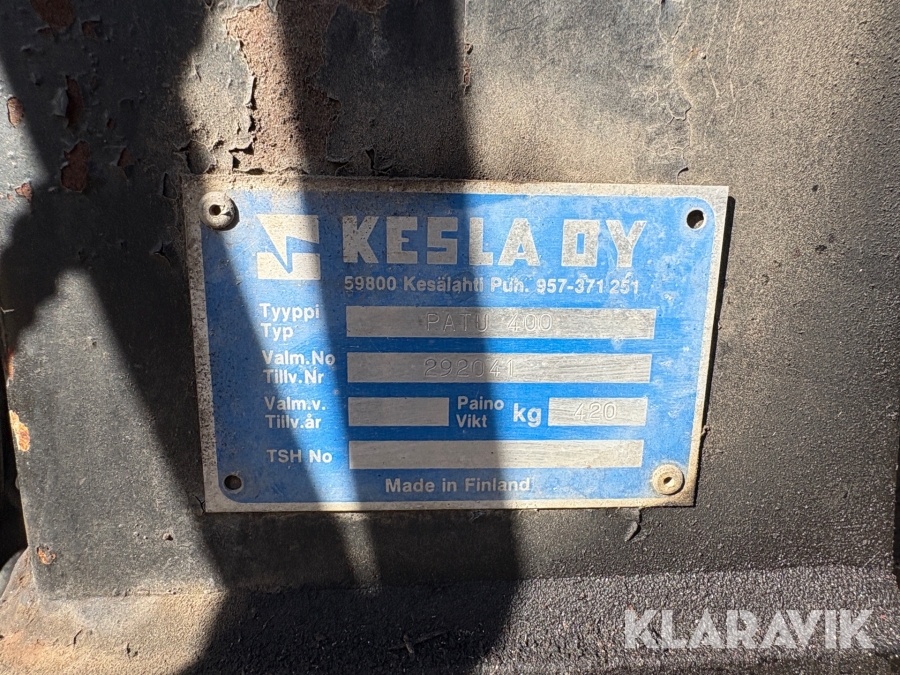 KESLA OY
59800 Kesälahti Puh. 957-371 251
Tyyppi
Typ
PATU 400
Valm.No
Tillv.Nr
292041
Valm.v.
Tillv.år
Paino
Vikt
kg
420
TSH No
Made in Finland
KLARAVIK